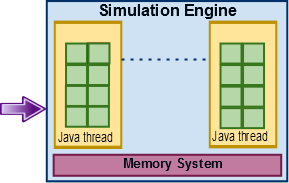 Simulation Engine
Java thread
Java thread
Memory System